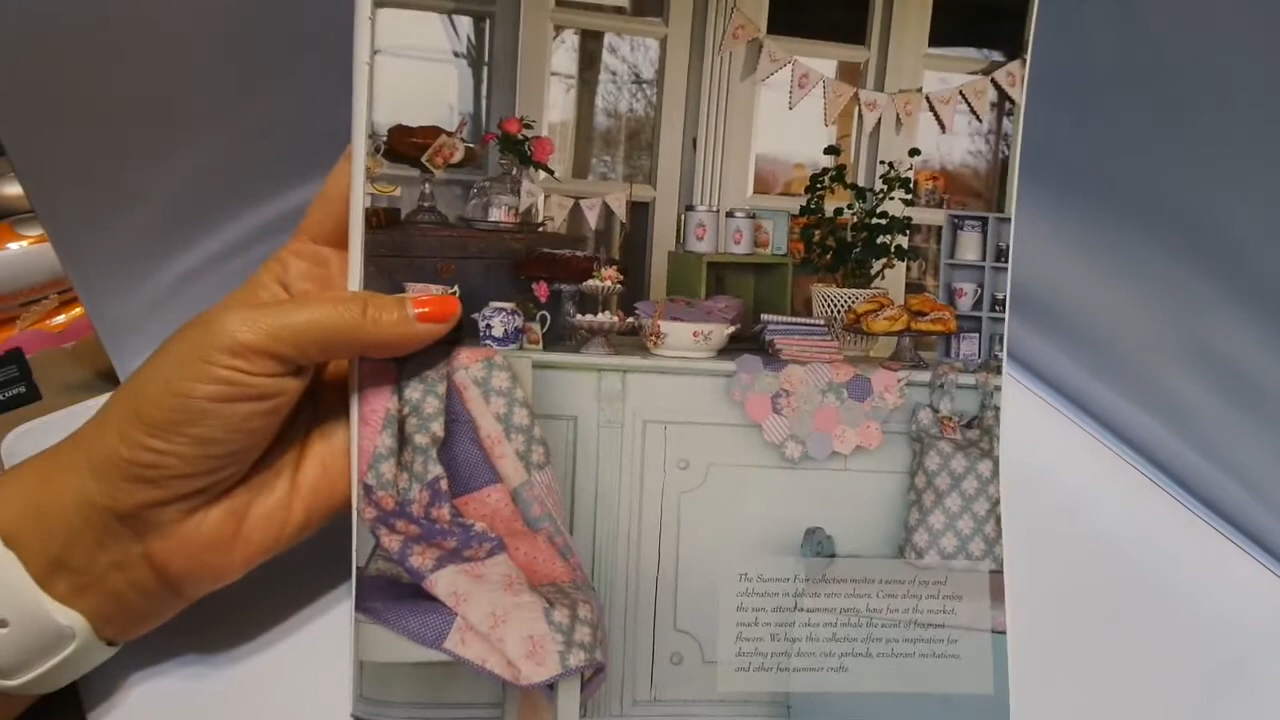 The Summer Fair collection invites a sense of joy and
celebration in delicate retro colours. Come along and enjoy
the sun, attend a summer party, have fun at the market,
snack on sweet cakes and inhale the scent of fragrant
flowers. We hope this collection offers you inspiration for
dazzling party decor, cute garlands, exuberant invitations,
and other fun summer crafts.